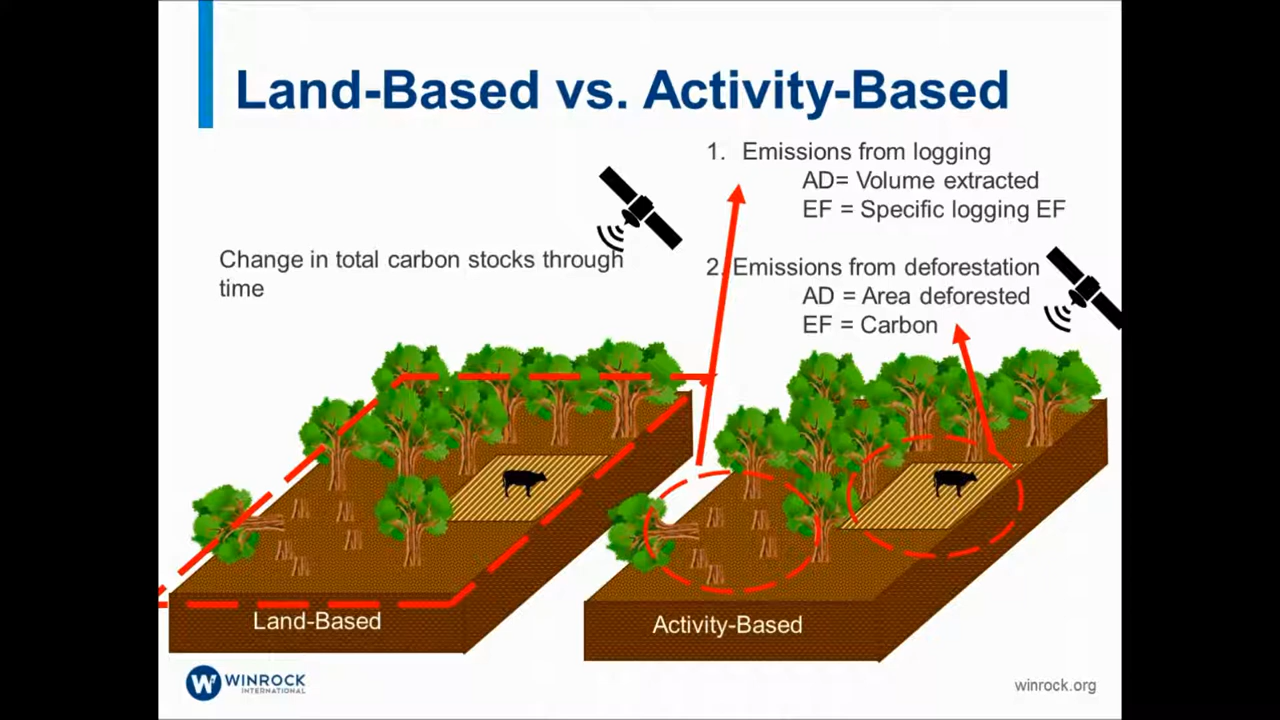 Land-Based vs. Activity-Based
1. Emissions from logging
AD= Volume extracted
EF = Specific logging EF
Change in total carbon stocks through
time
2. Emissions from deforestation
AD = Area deforested
EF = Carbon
Land-Based
Activity-Based
W
WINROCK
INTERNATIONAL
winrock.org